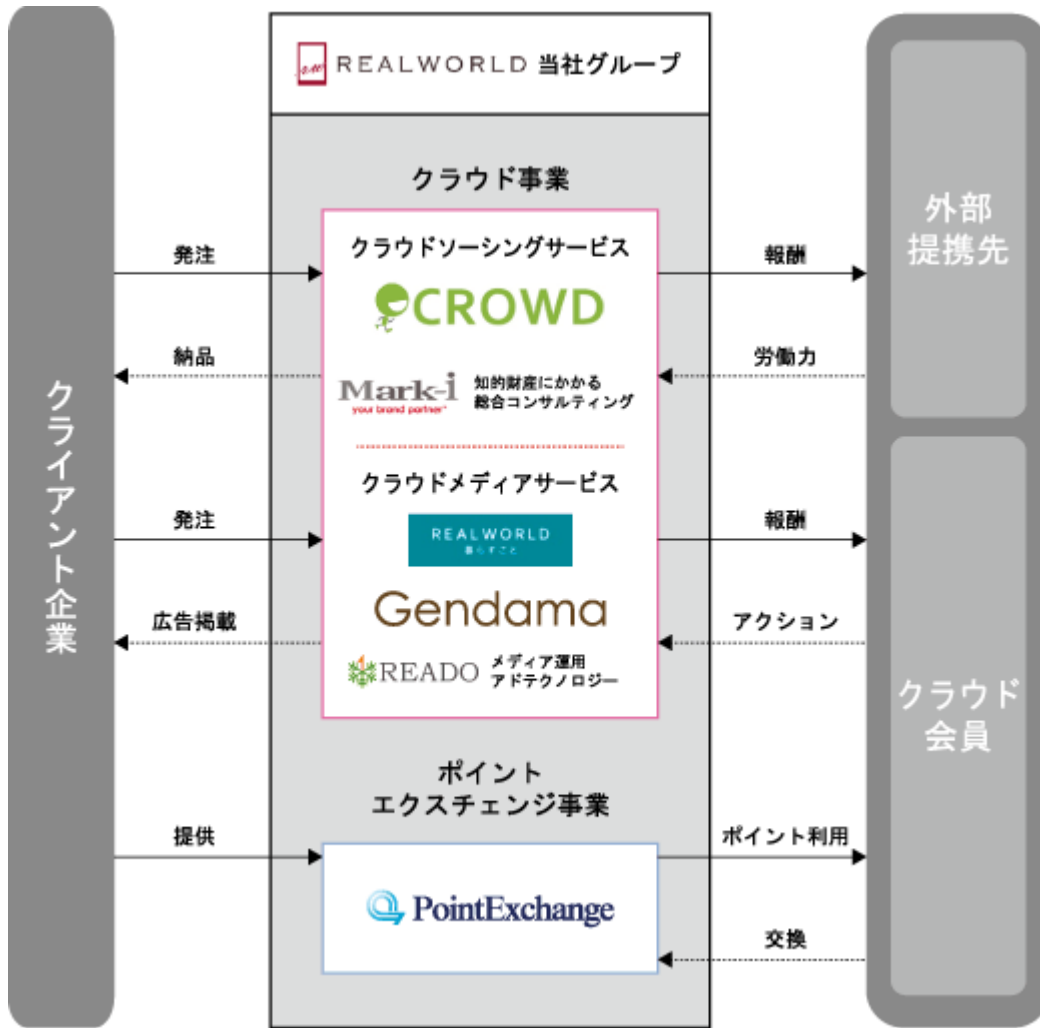 REALWORLD 当社グループ
クラウド事業
クラウドソーシングサービス
CROWD
Mark-i
your brand partner
知的財産にかかる
総合コンサルティング
クラウドメディアサービス
REALWORLD
暮らすこと
Gendama
READO
メディア運用
アドテクノロジー
ポイント
エクスチェンジ事業
PointExchange
クライアント企業
発注
納品
発注
広告掲載
提供
報酬
労働力
報酬
アクション
ポイント利用
交換
外部
提携先
クラウド
会員